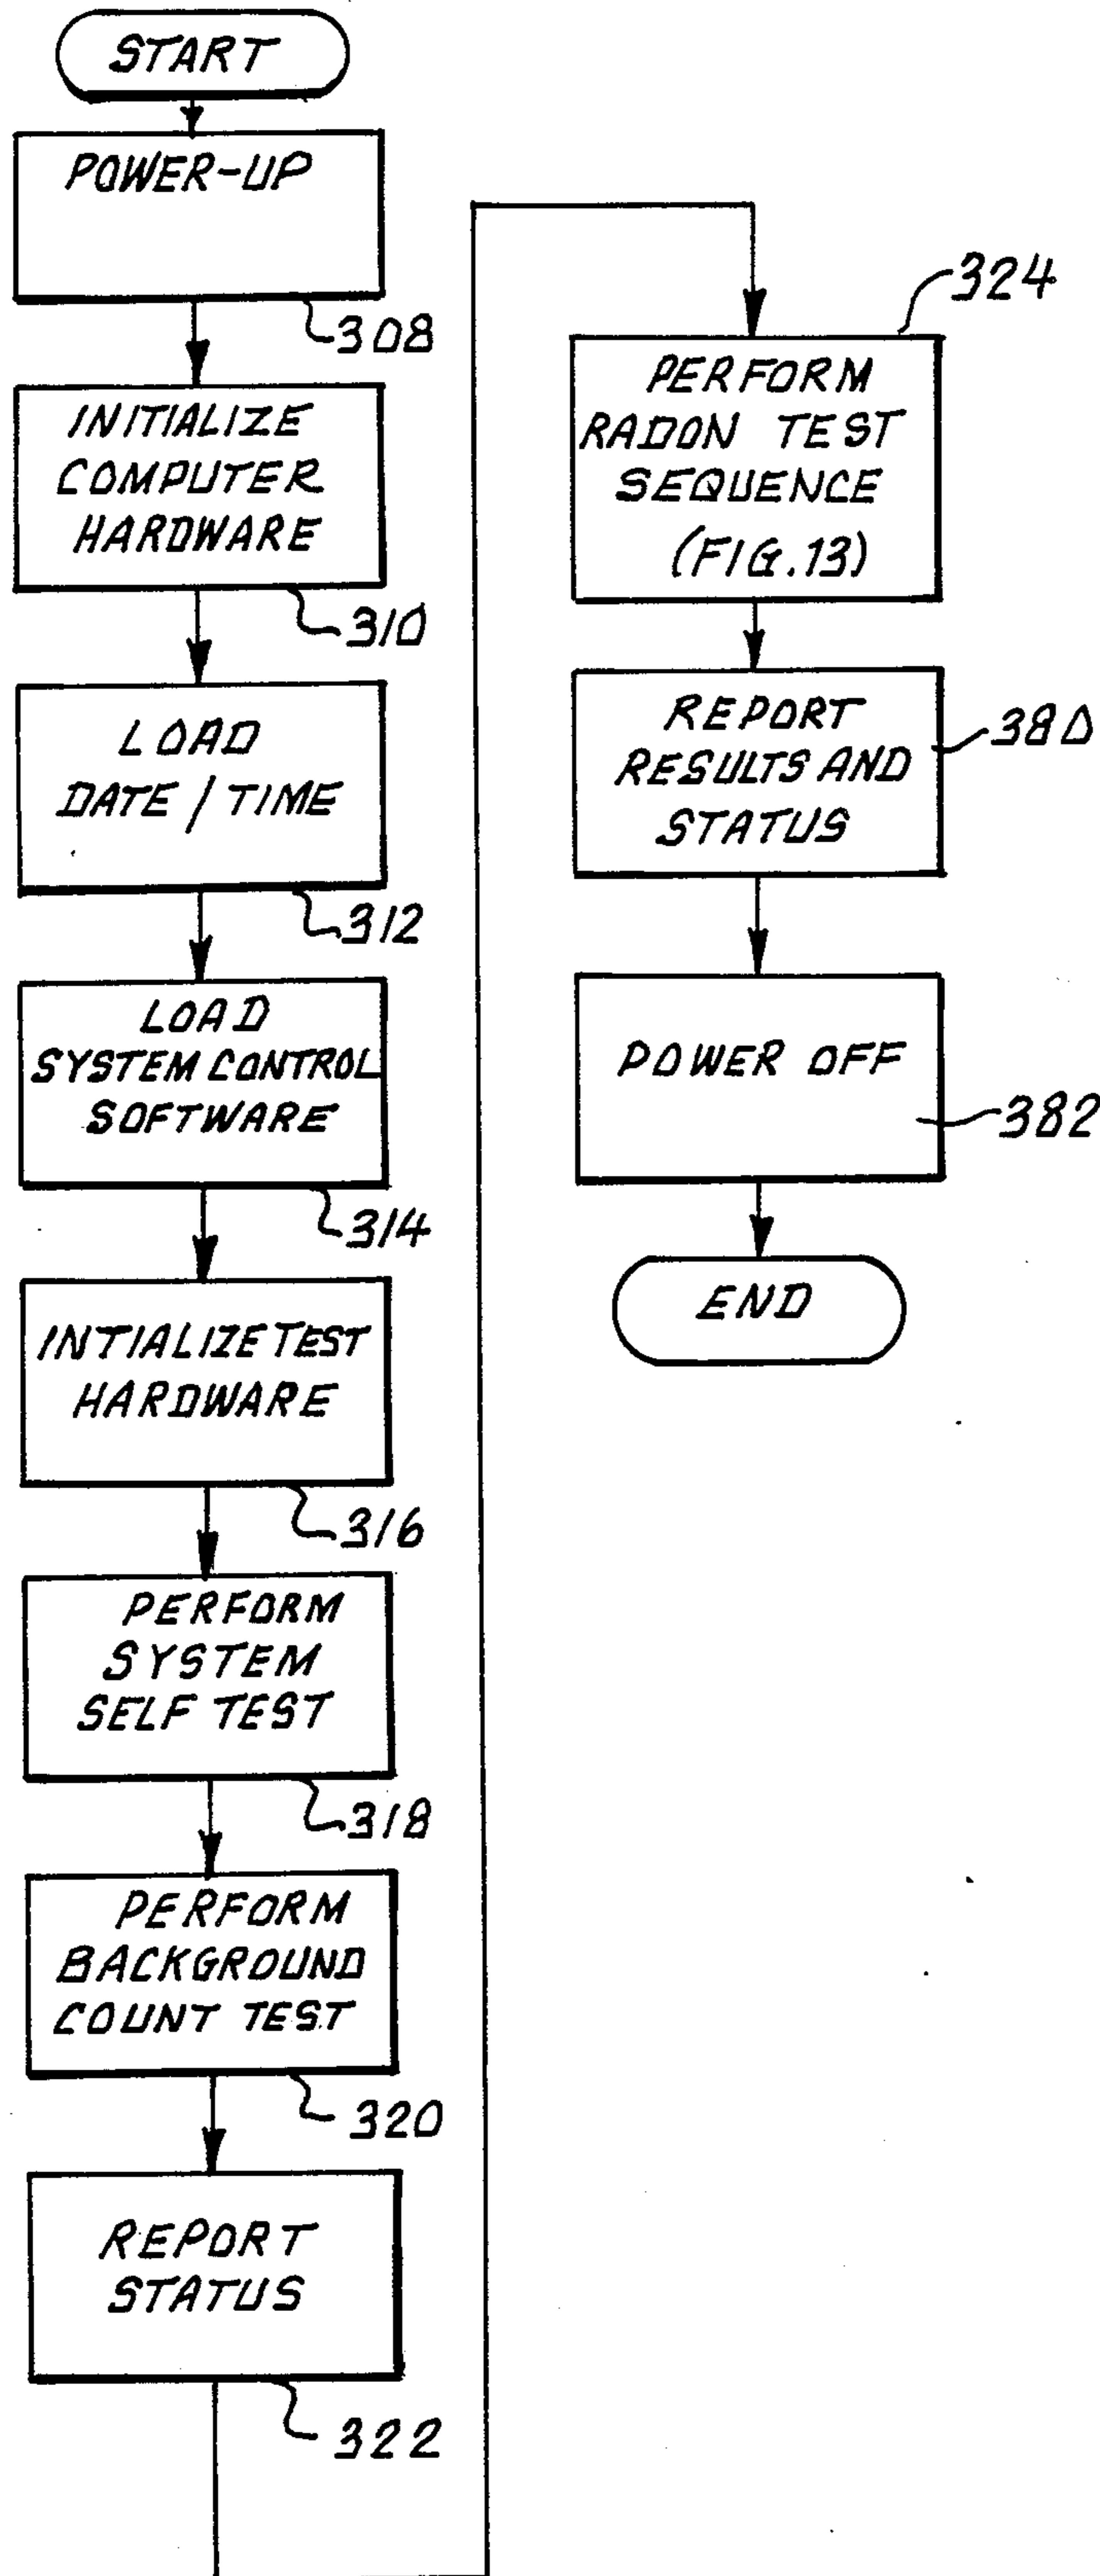 START
POWER-UP
308
INITIALIZE
COMPUTER
HARDWARE
310
LOAD
DATE / TIME
312
LOAD
SYSTEM CONTROL
SOFTWARE
314
INTIALIZE TEST
HARDWARE
316
PERFORM
SYSTEM
SELF TEST
318
PERFORM
BACKGROUND
COUNT TEST
320
REPORT
STATUS
322
324
PERFORM
RADON TEST
SEQUENCE
(FIG. 13)
REPORT
RESULTS AND
STATUS
380
POWER OFF
382
END